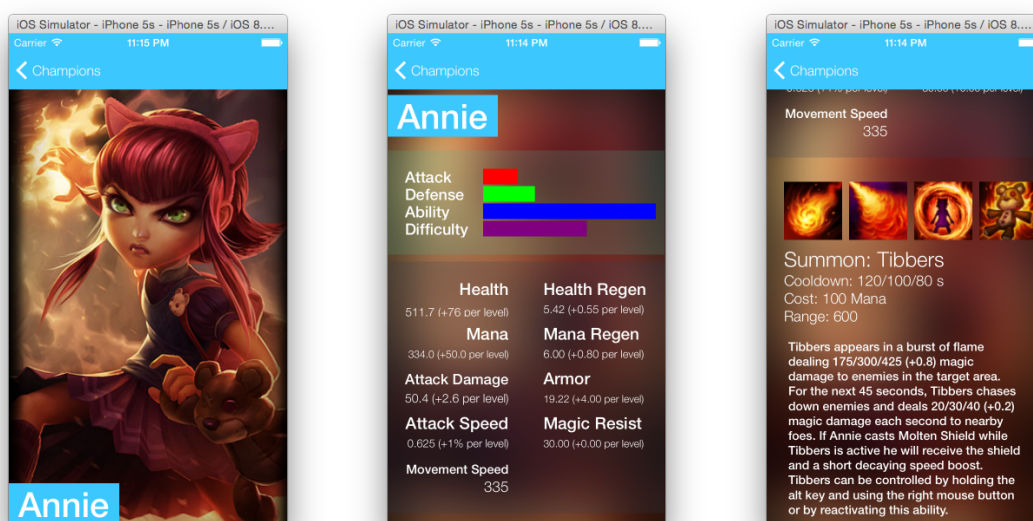 iOS Simulator - iPhone 5s - iPhone 5s / iOS 8....
Carrier 11:15 PM
Champions
Annie
iOS Simulator - iPhone 5s - iPhone 5s / iOS 8....
Carrier 11:14 PM
Champions
Annie
Attack
Defense
Ability
Difficulty
Health Health Regen
511.7 (+76 per level) 5.42 (+0.55 per level)
Mana Mana Regen
334.0 (+50.0 per level) 6.00 (+0.80 per level)
Attack Damage Armor
50.4 (+2.6 per level) 19.22 (+4.00 per level)
Attack Speed Magic Resist
0.625 (+1% per level) 30.00 (+0.00 per level)
Movement Speed
335
iOS Simulator - iPhone 5s - iPhone 5s / iOS 8....
Carrier 11:14 PM
Champions
Movement Speed
335
Summon: Tibbers
Cooldown: 120/100/80 s
Cost: 100 Mana
Range: 600
Tibbers appears in a burst of flame
dealing 175/300/425 (+0.8) magic
damage to enemies in the target area.
For the next 45 seconds, Tibbers chases
down enemies and deals 20/30/40 (+0.2)
magic damage each second to nearby
foes. If Annie casts Molten Shield while
Tibbers is active he will receive the shield
and a short decaying speed boost.
Tibbers can be controlled by holding the
alt key and using the right mouse button
or by reactivating this ability.